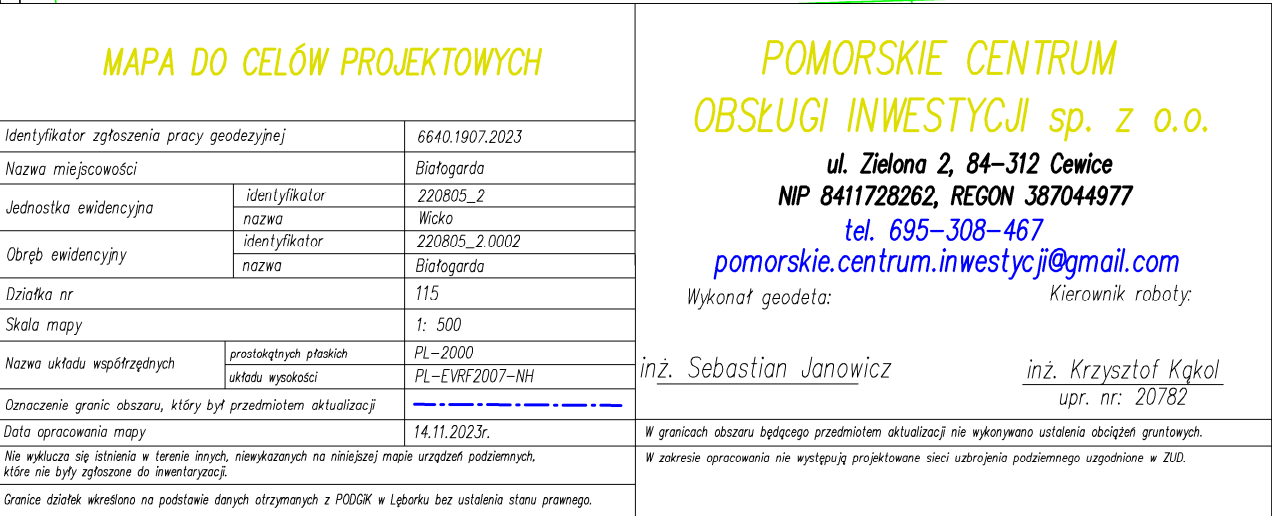 MAPA DO CELÓW PROJEKTOWYCH
Identyfikator zgłoszenia pracy geodezyjnej 6640.1907.2023
Nazwa miejscowości Białogarda
Jednostka ewidencyjna identyfikator 220805_2
nazwa Wicko
Obręb ewidencyjny identyfikator 220805_2.0002
nazwa Białogarda
Działka nr 115
Skala mapy 1: 500
Nazwa układu współrzędnych prostokątnych płaskich PL-2000
układu wysokości PL-EVRF2007-NH
Oznaczenie granic obszaru, który był przedmiotem aktualizacji
Data opracowania mapy 14.11.2023r.
Nie wyklucza się istnienia w terenie innych, niewykazanych na niniejszej mapie urządzeń podziemnych,
które nie były zgłoszone do inwentaryzacji.
Granice działek wkreślono na podstawie danych otrzymanych z PODGiK w Lęborku bez ustalenia stanu prawnego.
POMORSKIE CENTRUM
OBSŁUGI INWESTYCJI sp. z o.o.
ul. Zielona 2, 84-312 Cewice
NIP 8411728262, REGON 387044977
tel. 695-308-467
pomorskie.centrum.inwestycji@gmail.com
Wykonał geodeta: Kierownik roboty:
inż. Sebastian Janowicz inż. Krzysztof Kąkol
upr. nr: 20782
W granicach obszaru będącego przedmiotem aktualizacji nie wykonywano ustalenia obciążeń gruntowych.
W zakresie opracowania nie występują projektowane sieci uzbrojenia podziemnego uzgodnione w ZUD.